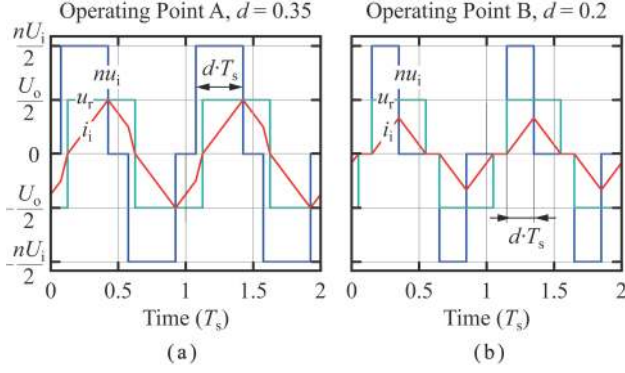 Operating Point A, d = 0.35
nUi/2
Uo/2
0
-Uo/2
-nUi/2
nui
d·Ts
ur
ii
0 0.5 1 1.5 2
Time (Ts)
(a)
Operating Point B, d = 0.2
nui
ur
ii
d·Ts
0 0.5 1 1.5 2
Time (Ts)
(b)